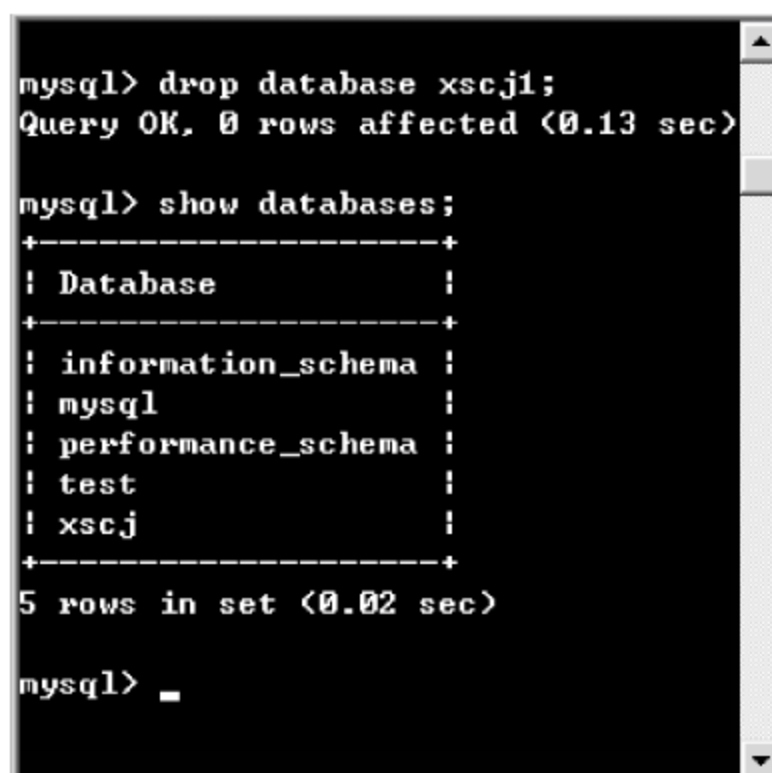 mysql> drop database xscj1;
Query OK, 0 rows affected (0.13 sec)
mysql> show databases;
+--------------------+
| Database           |
+--------------------+
| information_schema |
| mysql              |
| performance_schema |
| test               |
| xscj               |
+--------------------+
5 rows in set (0.02 sec)
mysql> _